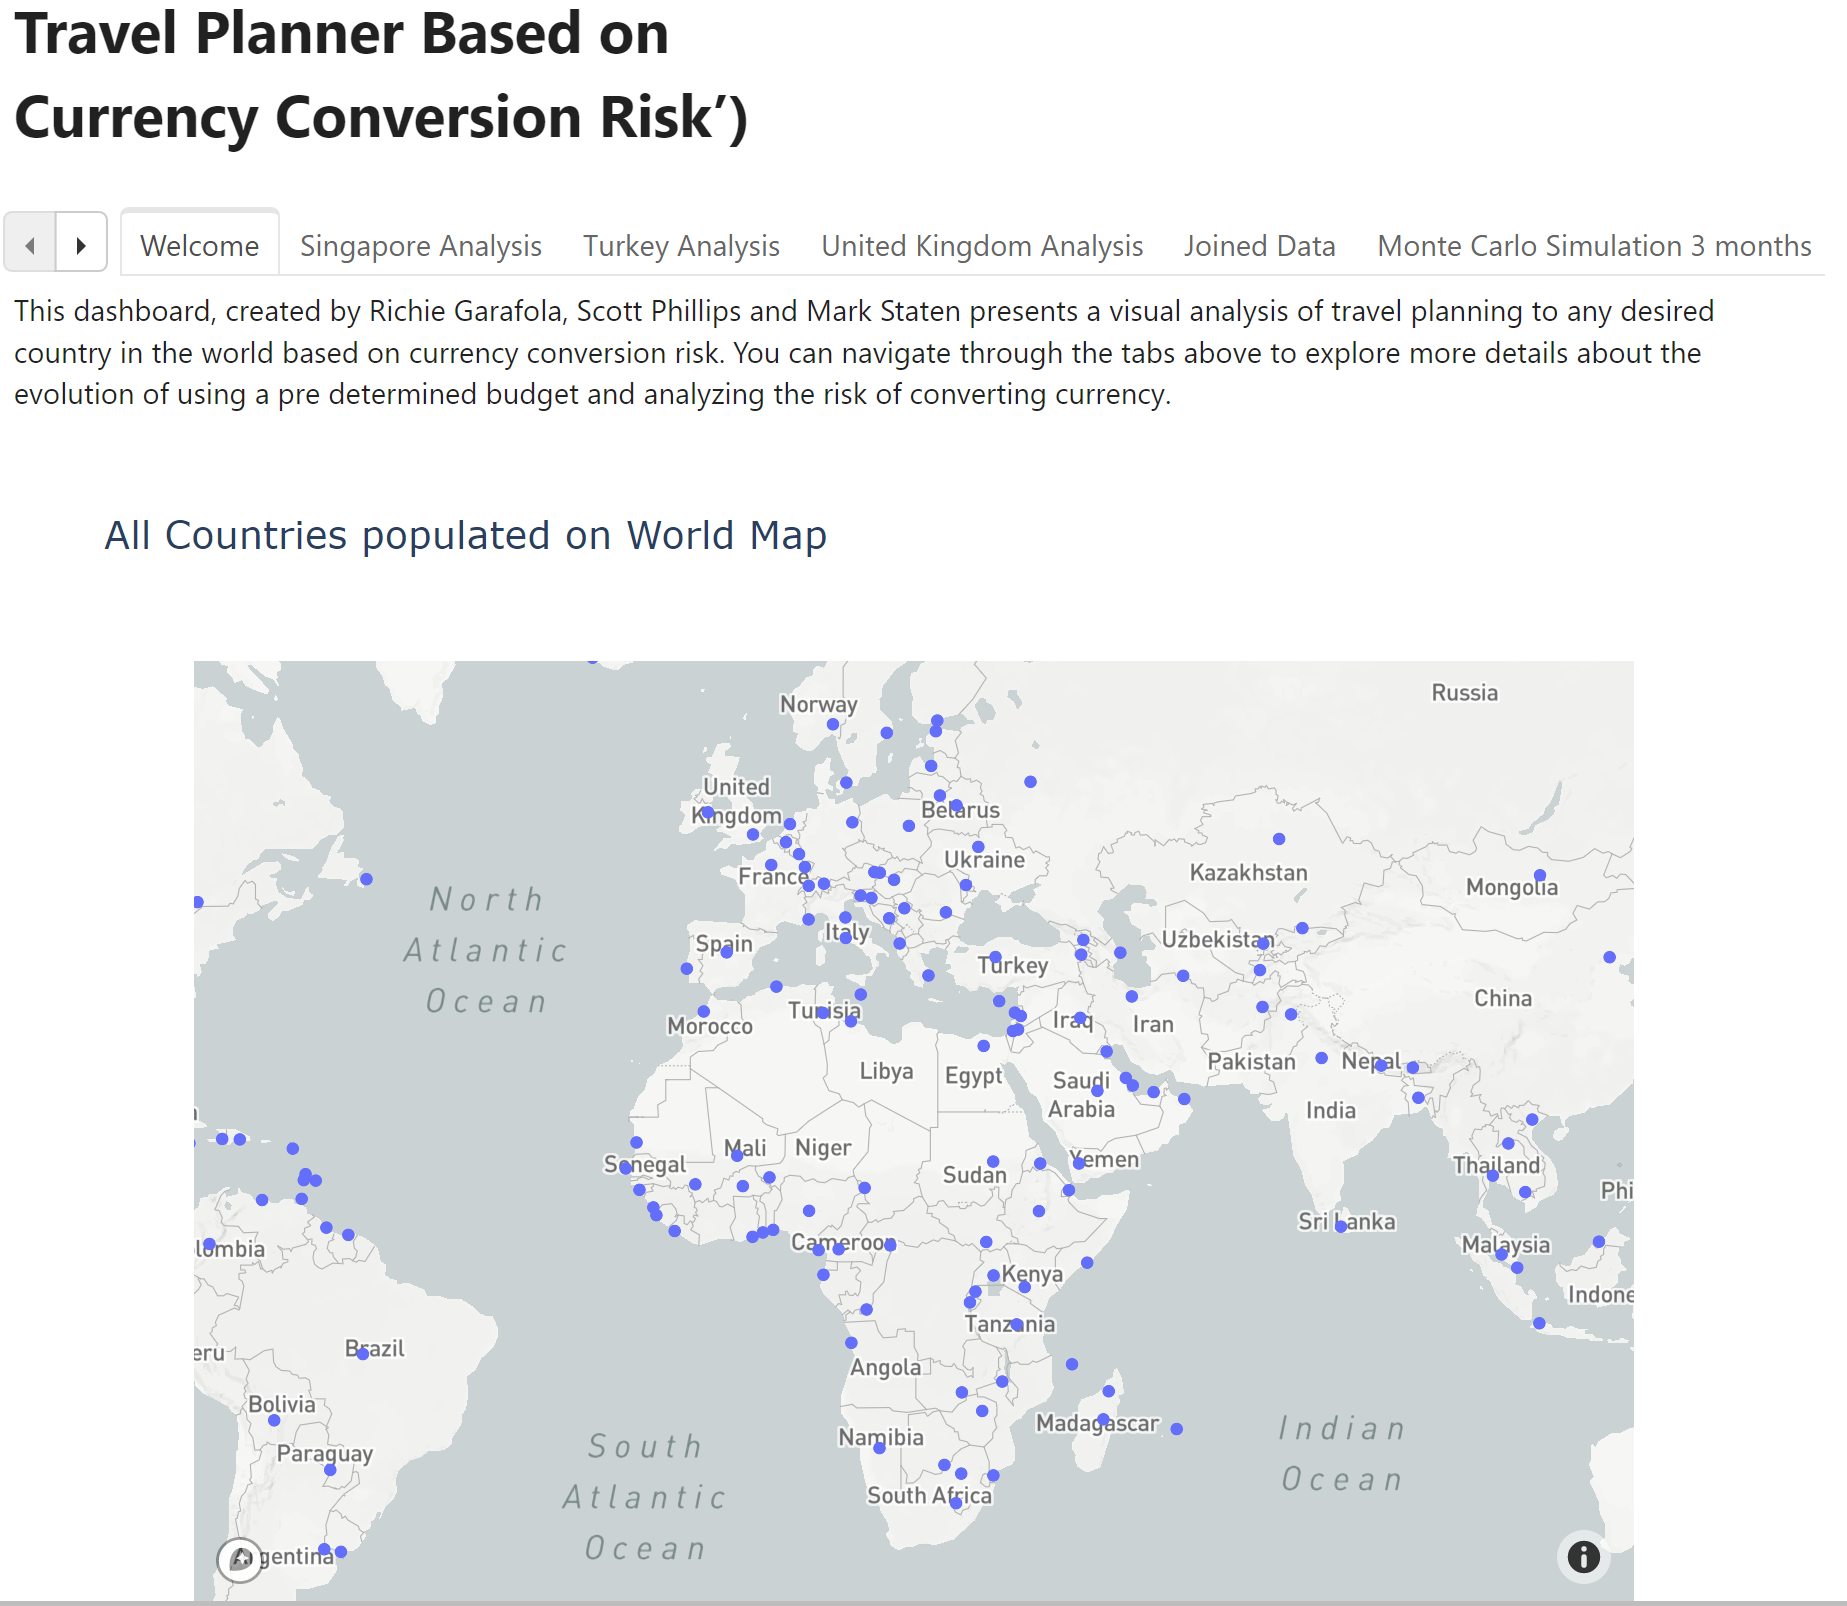 Travel Planner Based on
Currency Conversion Risk’)
Welcome
Singapore Analysis
Turkey Analysis
United Kingdom Analysis
Joined Data
Monte Carlo Simulation 3 months
This dashboard, created by Richie Garafola, Scott Phillips and Mark Staten presents a visual analysis of travel planning to any desired
country in the world based on currency conversion risk. You can navigate through the tabs above to explore more details about the
evolution of using a pre determined budget and analyzing the risk of converting currency.
All Countries populated on World Map
Russia
Norway
United
Kingdom
Belarus
Ukraine
Kazakhstan
Mongolia
France
North
Atlantic
Ocean
Spain
Italy
Turkey
Uzbekistan
China
Morocco
Tunisia
Iraq
Iran
Libya
Egypt
Saudi
Arabia
Pakistan
Nepal
India
Senegal
Mali
Niger
Sudan
Yemen
Thailand
Phi
Sri Lanka
lombia
Cameroon
Malaysia
Kenya
Indone
Tanzania
eru
Brazil
Angola
Bolivia
Madagascar
Namibia
Indian
Ocean
Paraguay
South
Atlantic
Ocean
South Africa
Argentina